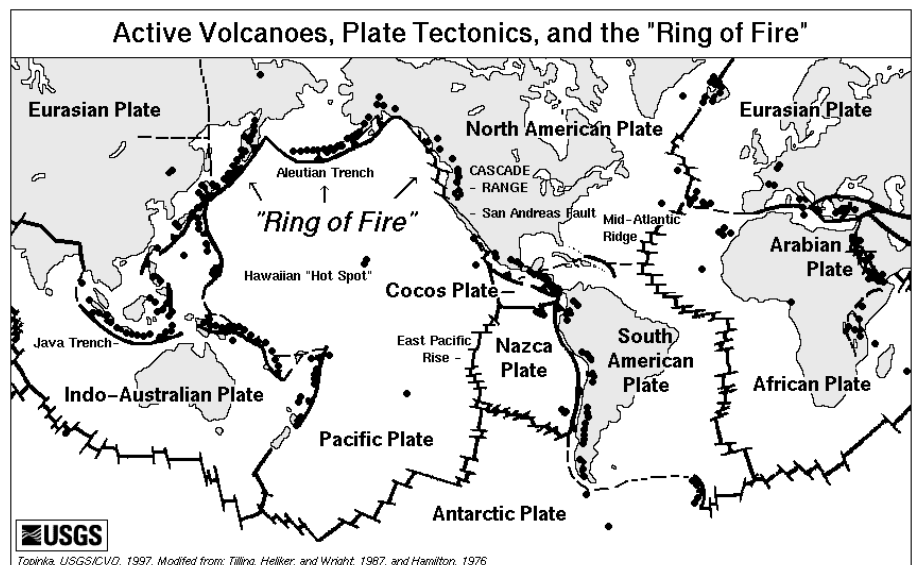 Active Volcanoes, Plate Tectonics, and the "Ring of Fire"
Eurasian Plate
North American Plate
Eurasian Plate
Aleutian Trench
CASCADE
RANGE
"Ring of Fire"
San Andreas Fault
Mid-Atlantic
Ridge
Arabian
Plate
Hawaiian "Hot Spot"
Cocos Plate
Java Trench
East Pacific
Rise
Nazca
Plate
South
American
Plate
Indo-Australian Plate
African Plate
Pacific Plate
Antarctic Plate
USGS
Topinka, USGS/CVO, 1997, Modified from: Tilling, Heliker, and Wright, 1987, and Hamilton, 1976